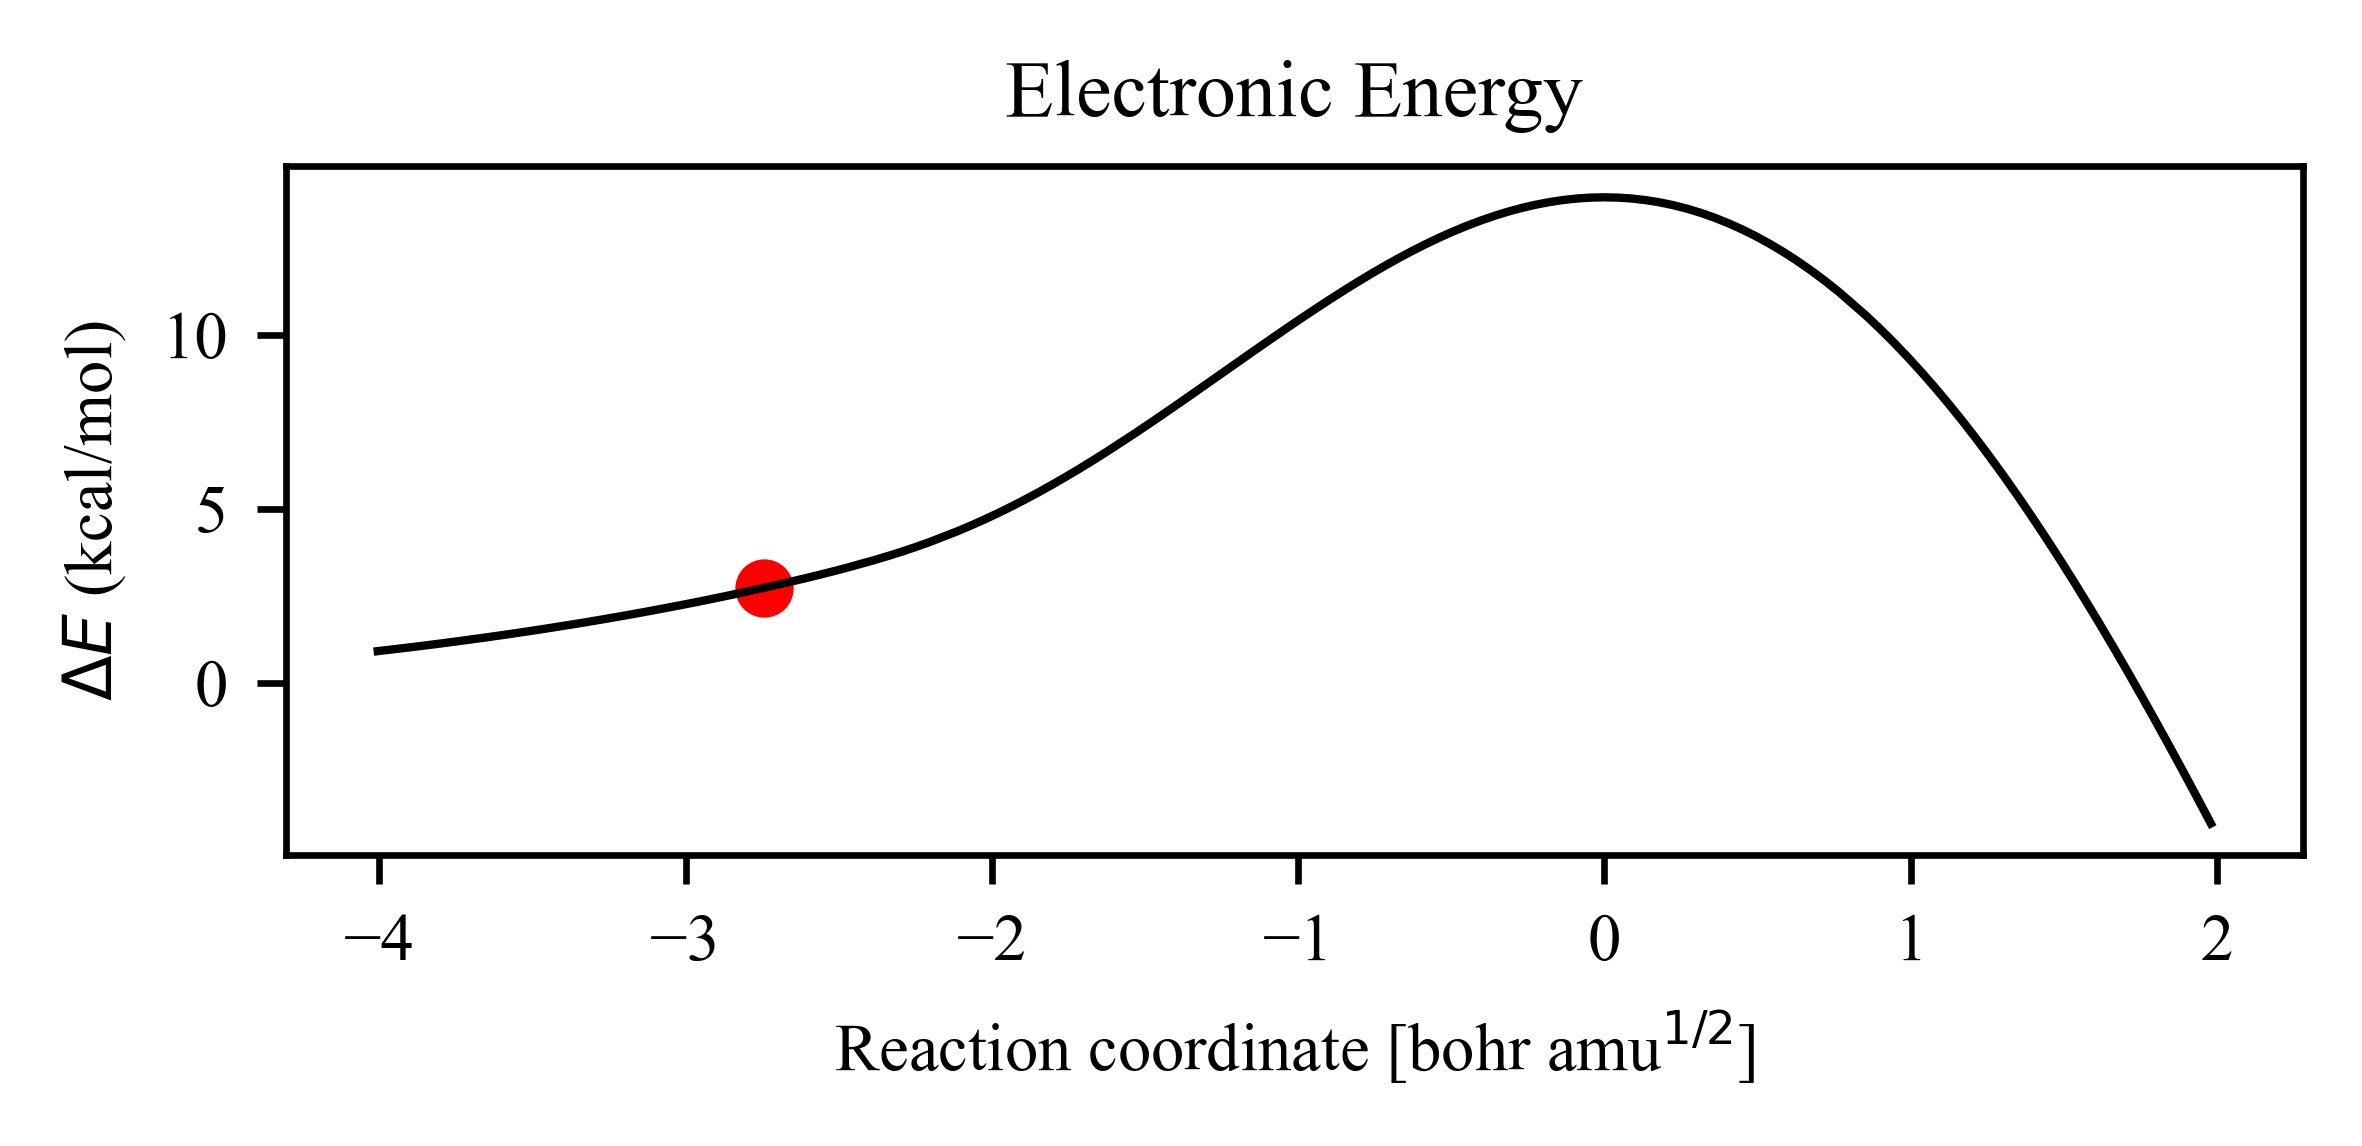 Electronic Energy
ΔE (kcal/mol)
10
5
0
−4 −3 −2 −1 0 1 2
Reaction coordinate [bohr amu^{1/2}]